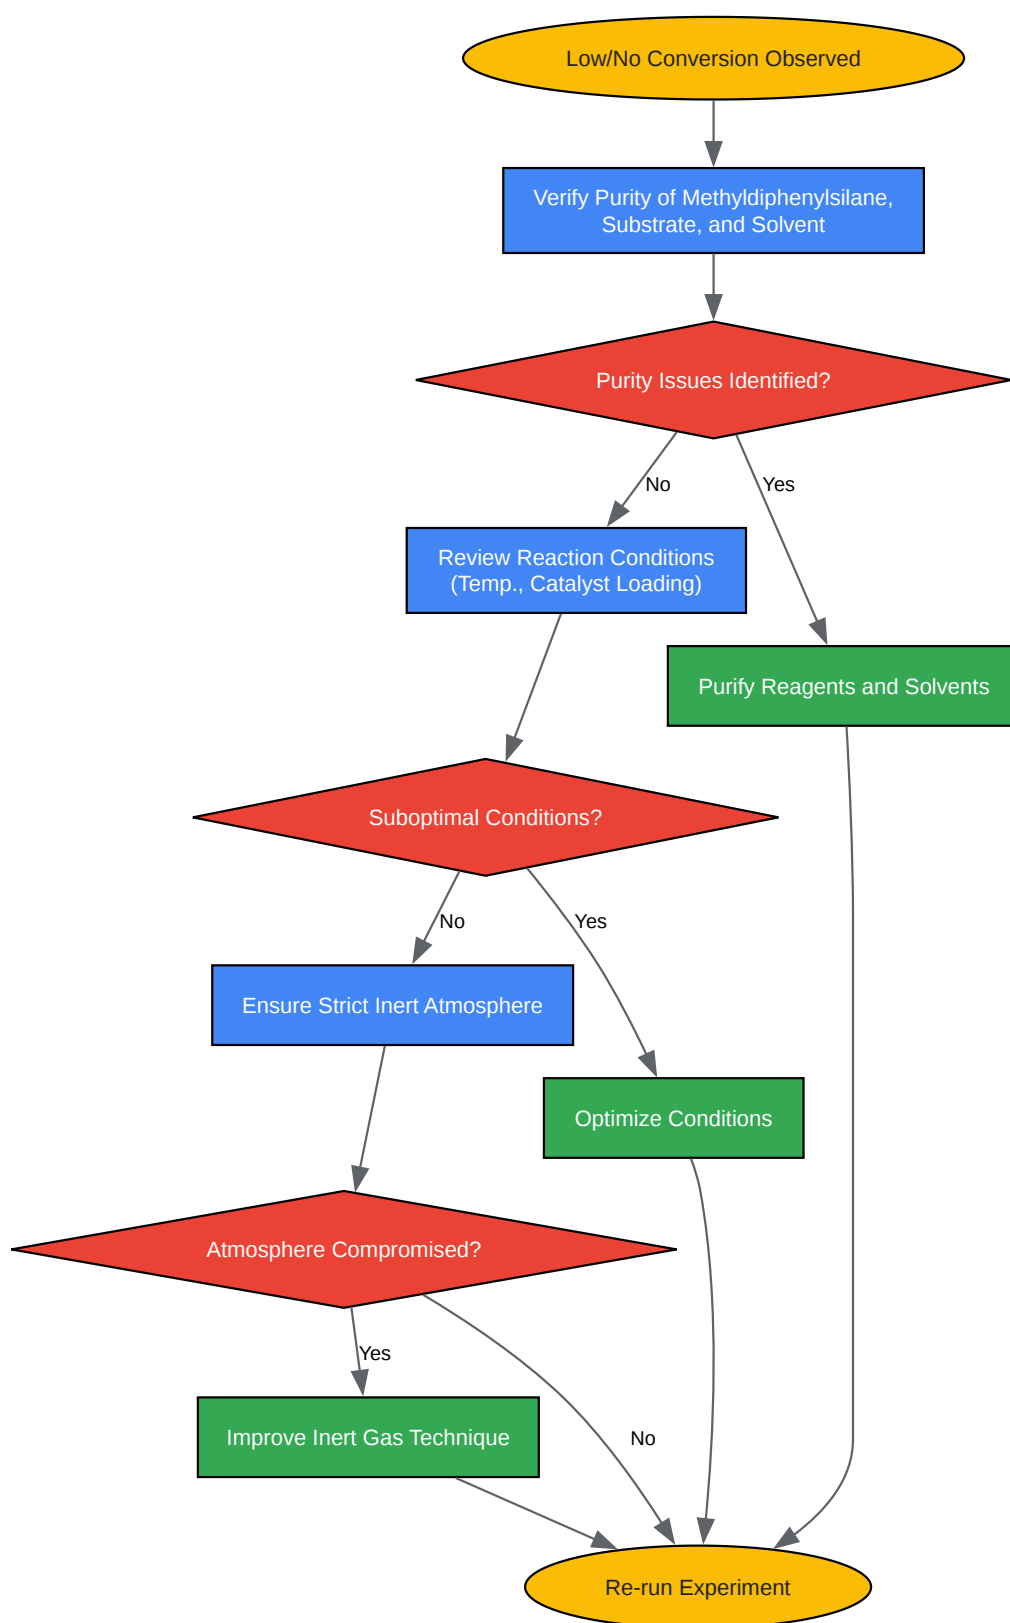 Low/No Conversion Observed
Verify Purity of Methyldiphenylsilane,
Substrate, and Solvent
Purity Issues Identified?
No
Yes
Review Reaction Conditions
(Temp., Catalyst Loading)
Purify Reagents and Solvents
Suboptimal Conditions?
No
Yes
Ensure Strict Inert Atmosphere
Optimize Conditions
Atmosphere Compromised?
Yes
Improve Inert Gas Technique
No
Re-run Experiment